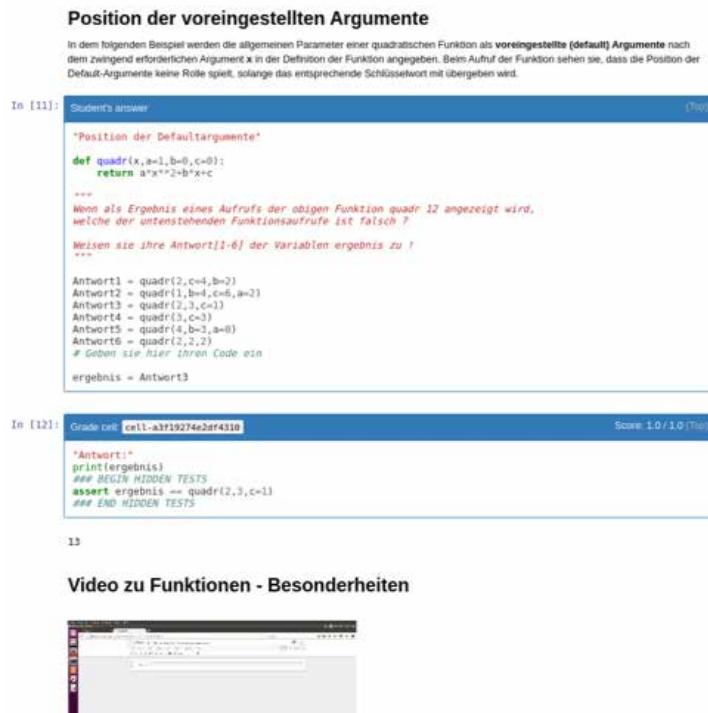 Position der voreingestellten Argumente
In dem folgenden Beispiel werden die allgemeinen Parameter einer quadratischen Funktion als voreingestellte (default) Argumente nach
dem zwingend erforderlichen Argument x in der Definition der Funktion angegeben. Beim Aufruf der Funktion sehen sie, dass die Position der
Default-Argumente keine Rolle spielt, solange das entsprechende Schlüsselwort mit übergeben wird.
In [11]: Student's answer (Top)
"Position der Defaultargumente"
def quadr(x,a=1,b=0,c=0):
    return a*x**2+b*x+c
"""
Wenn als Ergebnis eines Aufrufs der obigen Funktion quadr 12 angezeigt wird,
welche der untenstehenden Funktionsaufrufe ist falsch ?
Weisen sie ihre Antwort[1-6] der Variablen ergebnis zu !
"""
Antwort1 = quadr(2,c=4,b=2)
Antwort2 = quadr(1,b=4,c=6,a=2)
Antwort3 = quadr(2,3,c=1)
Antwort4 = quadr(3,c=3)
Antwort5 = quadr(4,b=3,a=0)
Antwort6 = quadr(2,2,2)
# Geben sie hier ihren Code ein
ergebnis = Antwort3
In [12]: Grade cell: cell-a3f19274e2df4310 Score: 1.0 / 1.0 (Top)
"Antwort:"
print(ergebnis)
### BEGIN HIDDEN TESTS
assert ergebnis == quadr(2,3,c=1)
### END HIDDEN TESTS
13
Video zu Funktionen - Besonderheiten